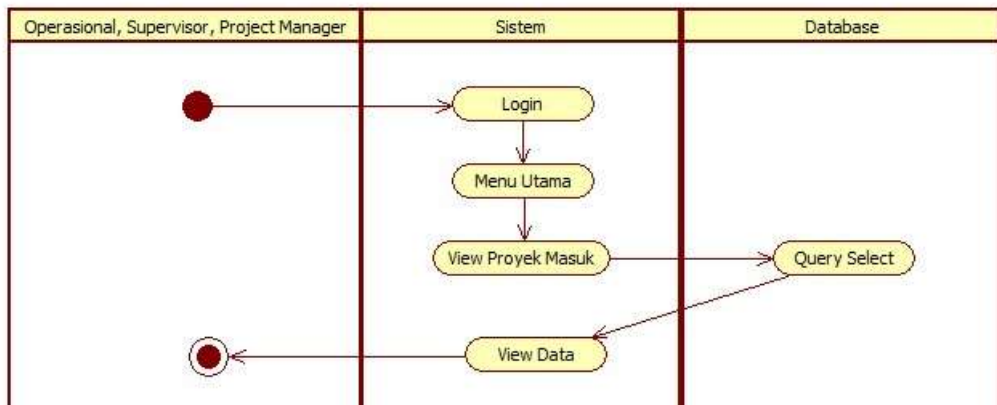 Operasional, Supervisor, Project Manager
Sistem
Database
Login
Menu Utama
View Proyek Masuk
Query Select
View Data